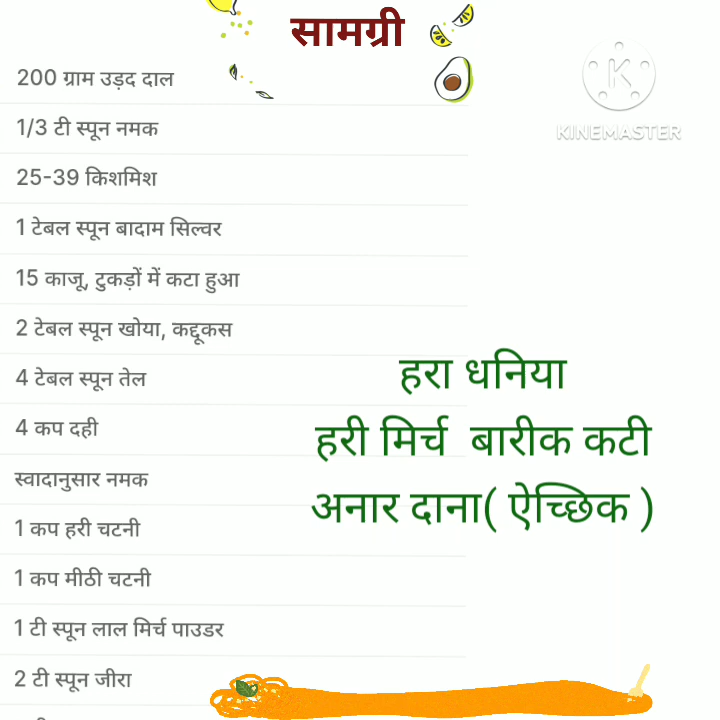 सामग्री
200 ग्राम उड़द दाल
1/3 टी स्पून नमक
25-39 किशमिश
1 टेबल स्पून बादाम सिल्वर
15 काजू, टुकड़ों में कटा हुआ
2 टेबल स्पून खोया, कद्दूकस
4 टेबल स्पून तेल
4 कप दही
स्वादानुसार नमक
1 कप हरी चटनी
1 कप मीठी चटनी
1 टी स्पून लाल मिर्च पाउडर
2 टी स्पून जीरा
हरा धनिया
हरी मिर्च बारीक कटी
अनार दाना( ऐच्छिक )
K
KINEMASTER